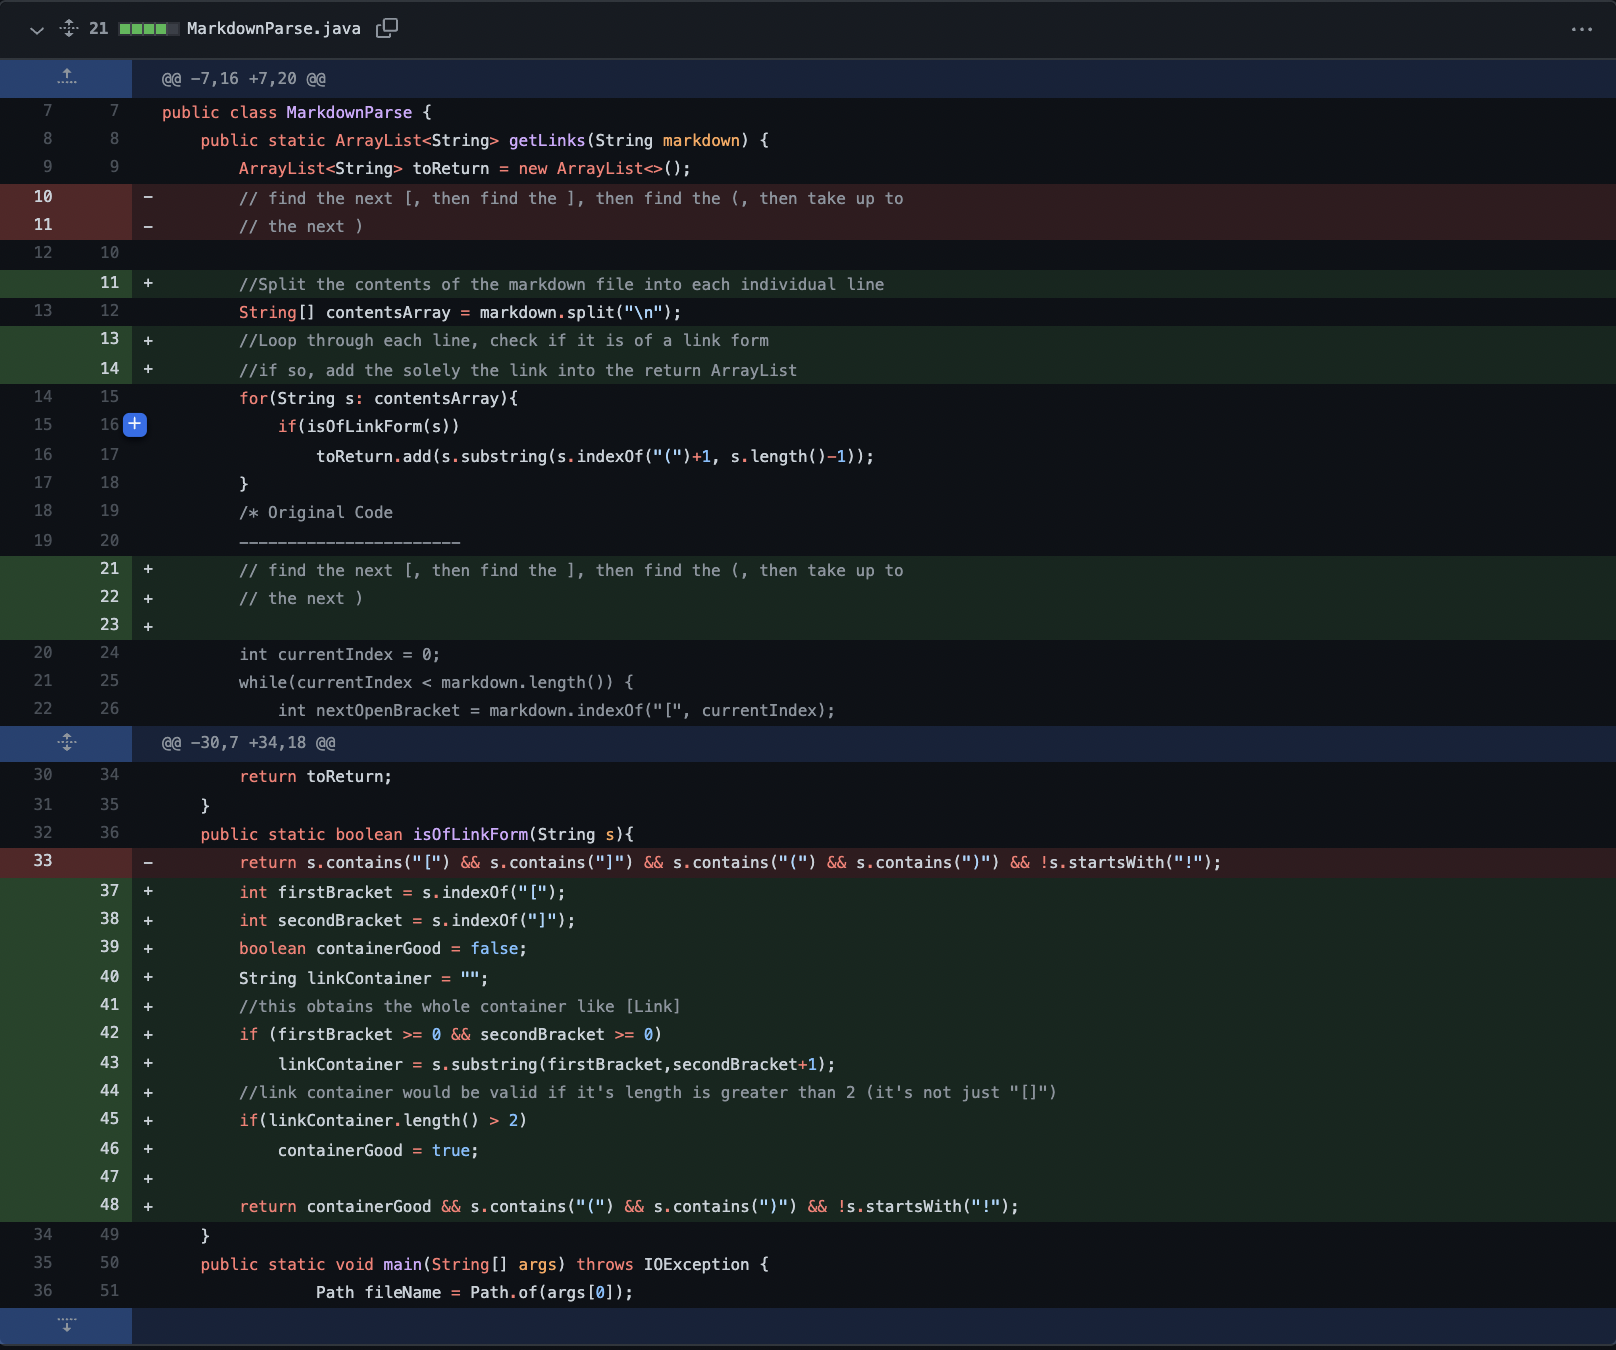 21 MarkdownParse.java
@@ -7,16 +7,20 @@
7 7 public class MarkdownParse {
8 8 public static ArrayList<String> getLinks(String markdown) {
9 9 ArrayList<String> toReturn = new ArrayList<>();
10 - // find the next [, then find the ], then find the (, then take up to
11 - // the next )
12 10
11 + //Split the contents of the markdown file into each individual line
13 12 String[] contentsArray = markdown.split("\n");
13 + //Loop through each line, check if it is of a link form
14 + //if so, add the solely the link into the return ArrayList
14 15 for(String s: contentsArray){
15 16 + if(isOfLinkForm(s))
16 17 toReturn.add(s.substring(s.indexOf("(")+1, s.length()-1));
17 18 }
18 19 /* Original Code
19 20 -----------------------
21 + // find the next [, then find the ], then find the (, then take up to
22 + // the next )
23 +
20 24 int currentIndex = 0;
21 25 while(currentIndex < markdown.length()) {
22 26 int nextOpenBracket = markdown.indexOf("[", currentIndex);
@@ -30,7 +34,18 @@
30 34 return toReturn;
31 35 }
32 36 public static boolean isOfLinkForm(String s){
33 - return s.contains("[") && s.contains("]") && s.contains("(") && s.contains(")") && !s.startsWith("!");
37 + int firstBracket = s.indexOf("[");
38 + int secondBracket = s.indexOf("]");
39 + boolean containerGood = false;
40 + String linkContainer = "";
41 + //this obtains the whole container like [Link]
42 + if (firstBracket >= 0 && secondBracket >= 0)
43 + linkContainer = s.substring(firstBracket,secondBracket+1);
44 + //link container would be valid if it's length is greater than 2 (it's not just "[]")
45 + if(linkContainer.length() > 2)
46 + containerGood = true;
47 +
48 + return containerGood && s.contains("(") && s.contains(")") && !s.startsWith("!");
34 49 }
35 50 public static void main(String[] args) throws IOException {
36 51 Path fileName = Path.of(args[0]);